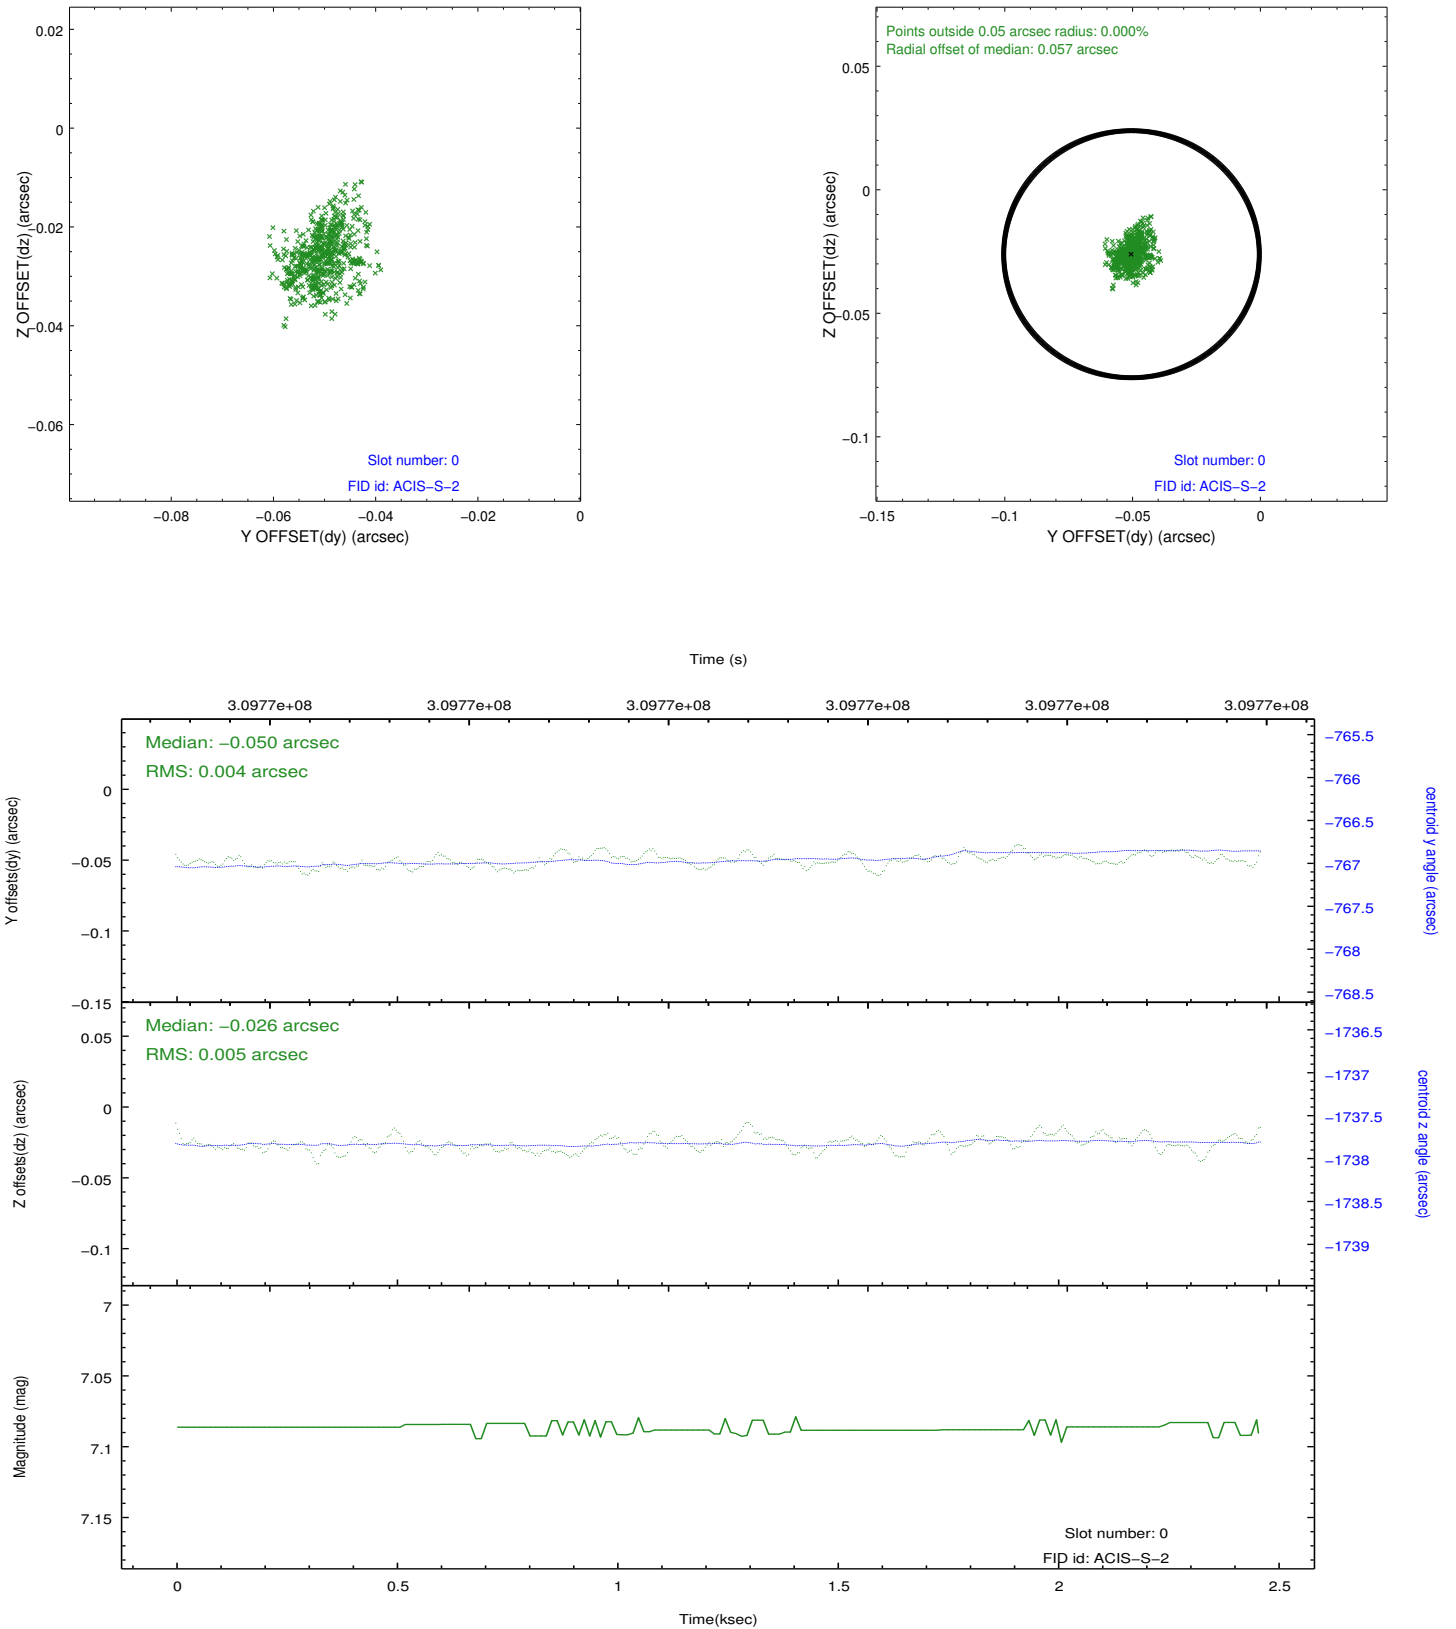 0.02
0
−0.02
−0.04
−0.06
Z OFFSET(dz) (arcsec)
Slot number: 0
FID id: ACIS−S−2
−0.08
−0.06
−0.04
−0.02
0
Y OFFSET(dy) (arcsec)
Points outside 0.05 arcsec radius: 0.000%
Radial offset of median: 0.057 arcsec
0.05
0
−0.05
−0.1
Z OFFSET(dz) (arcsec)
Slot number: 0
FID id: ACIS−S−2
−0.15
−0.1
−0.05
0
Y OFFSET(dy) (arcsec)
Time (s)
3.0977e+08
3.0977e+08
3.0977e+08
3.0977e+08
3.0977e+08
3.0977e+08
Median: −0.050 arcsec
RMS: 0.004 arcsec
0
−0.05
−0.1
−0.15
Y offsets(dy) (arcsec)
−765.5
−766
−766.5
−767
−767.5
−768
−768.5
centroid y angle (arcsec)
Median: −0.026 arcsec
RMS: 0.005 arcsec
0.05
0
−0.05
−0.1
Z offsets(dz) (arcsec)
−1736.5
−1737
−1737.5
−1738
−1738.5
−1739
centroid z angle (arcsec)
7
7.05
7.1
7.15
Magnitude (mag)
Slot number: 0
FID id: ACIS−S−2
0
0.5
1
1.5
2
2.5
Time(ksec)